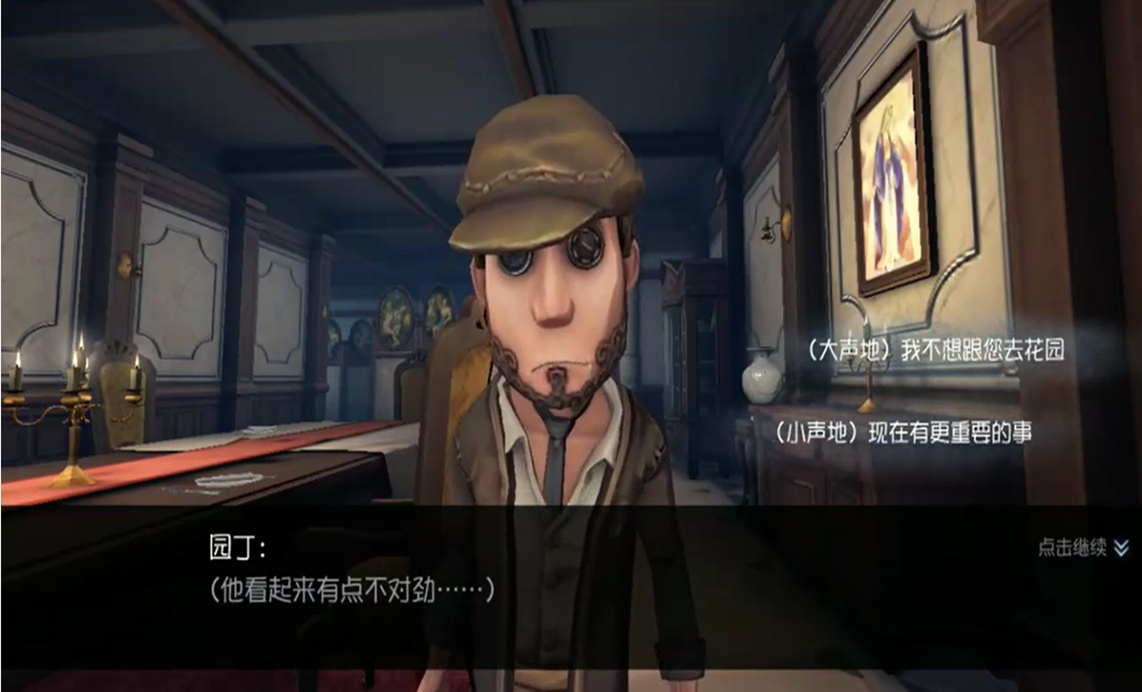 （大声地）我不想跟您去花园
（小声地）现在有更重要的事
园丁：
点击继续
（他看起来有点不对劲……）